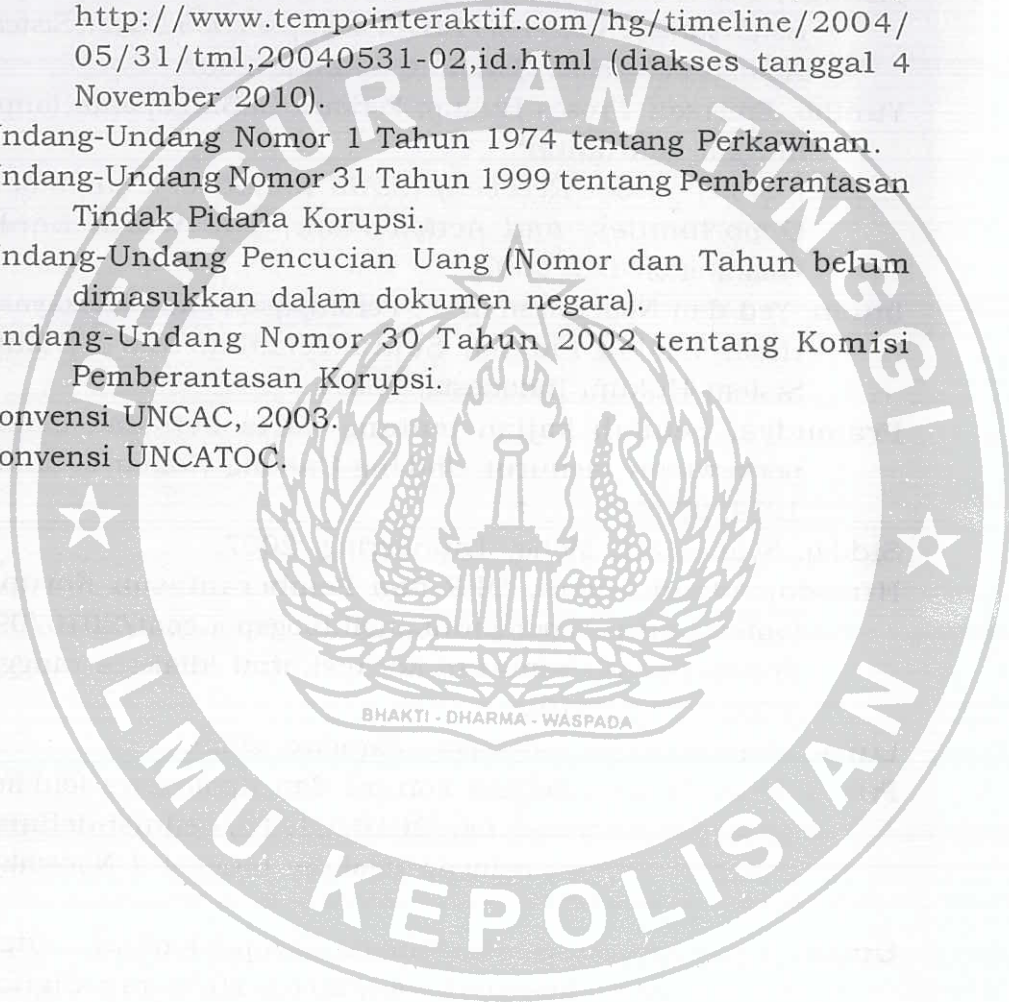 http://www.tempointeraktif.com/hg/timeline/2004/
05/31/tml,20040531-02,id.html (diakses tanggal 4
November 2010).
ndang-Undang Nomor 1 Tahun 1974 tentang Perkawinan.
ndang-Undang Nomor 31 Tahun 1999 tentang Pemberantasan
Tindak Pidana Korupsi.
ndang-Undang Pencucian Uang (Nomor dan Tahun belum
dimasukkan dalam dokumen negara)
ndang-Undang Nomor 30 Tahun 2002 tentang Komisi
Pemberantasan Korupsi.
onvensi UNCAC, 2003.
onvensi UNCATOC.
PERGURUAN TINGGI
BHAKTI - DHARMA - WASPADA
ILMU KEPOLISIAN